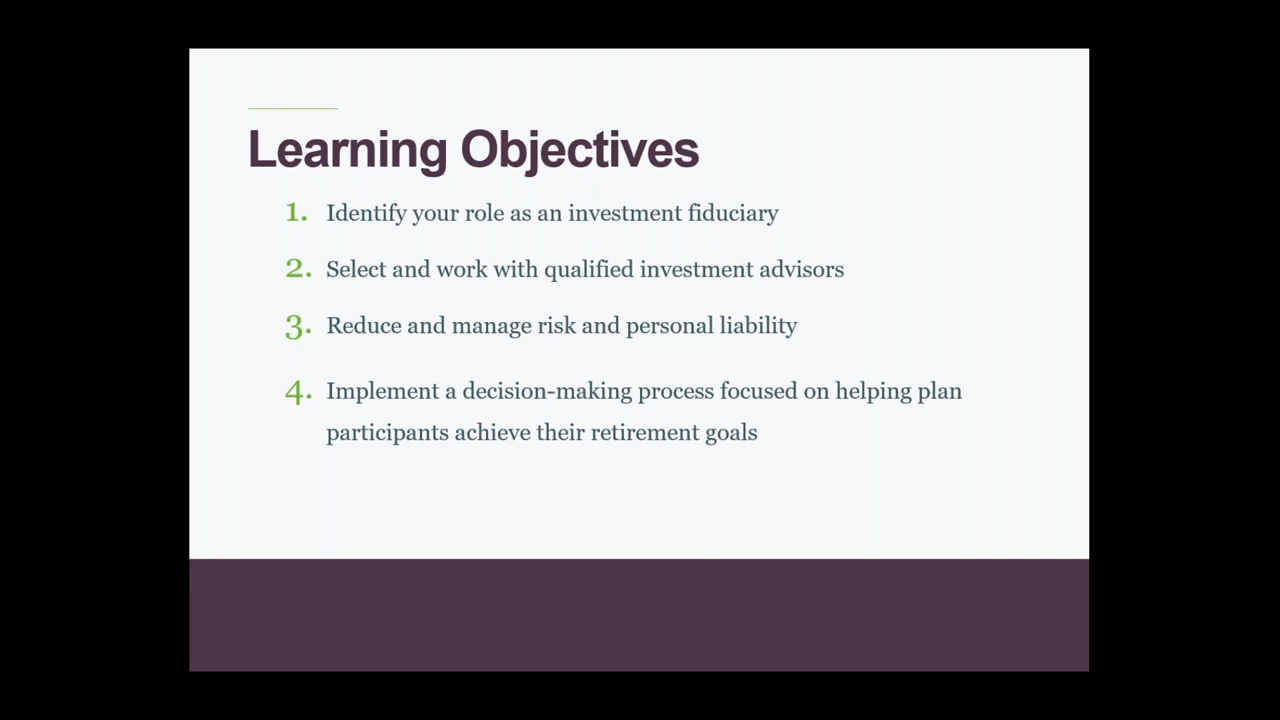 Learning Objectives
1. Identify your role as an investment fiduciary
2. Select and work with qualified investment advisors
3. Reduce and manage risk and personal liability
4. Implement a decision-making process focused on helping plan
participants achieve their retirement goals